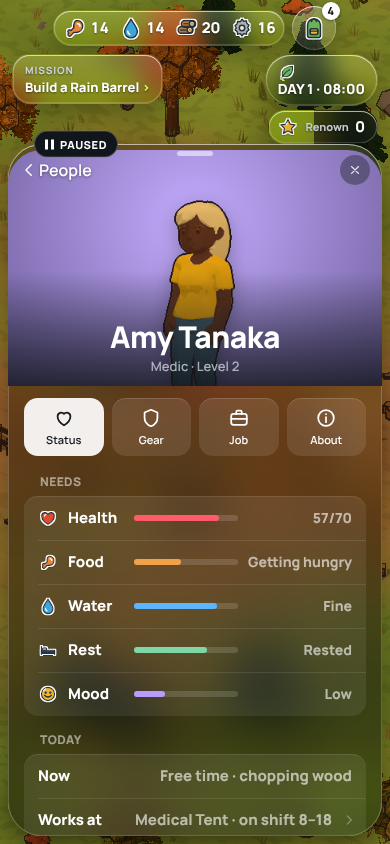 14 14 20 16 4
MISSION
Build a Rain Barrel ›
DAY 1 · 08:00
Renown 0
PAUSED
People
Amy Tanaka
Medic · Level 2
Status Gear Job About
NEEDS
Health 57/70
Food Getting hungry
Water Fine
Rest Rested
Mood Low
TODAY
Now Free time · chopping wood
Works at Medical Tent · on shift 8–18 ›